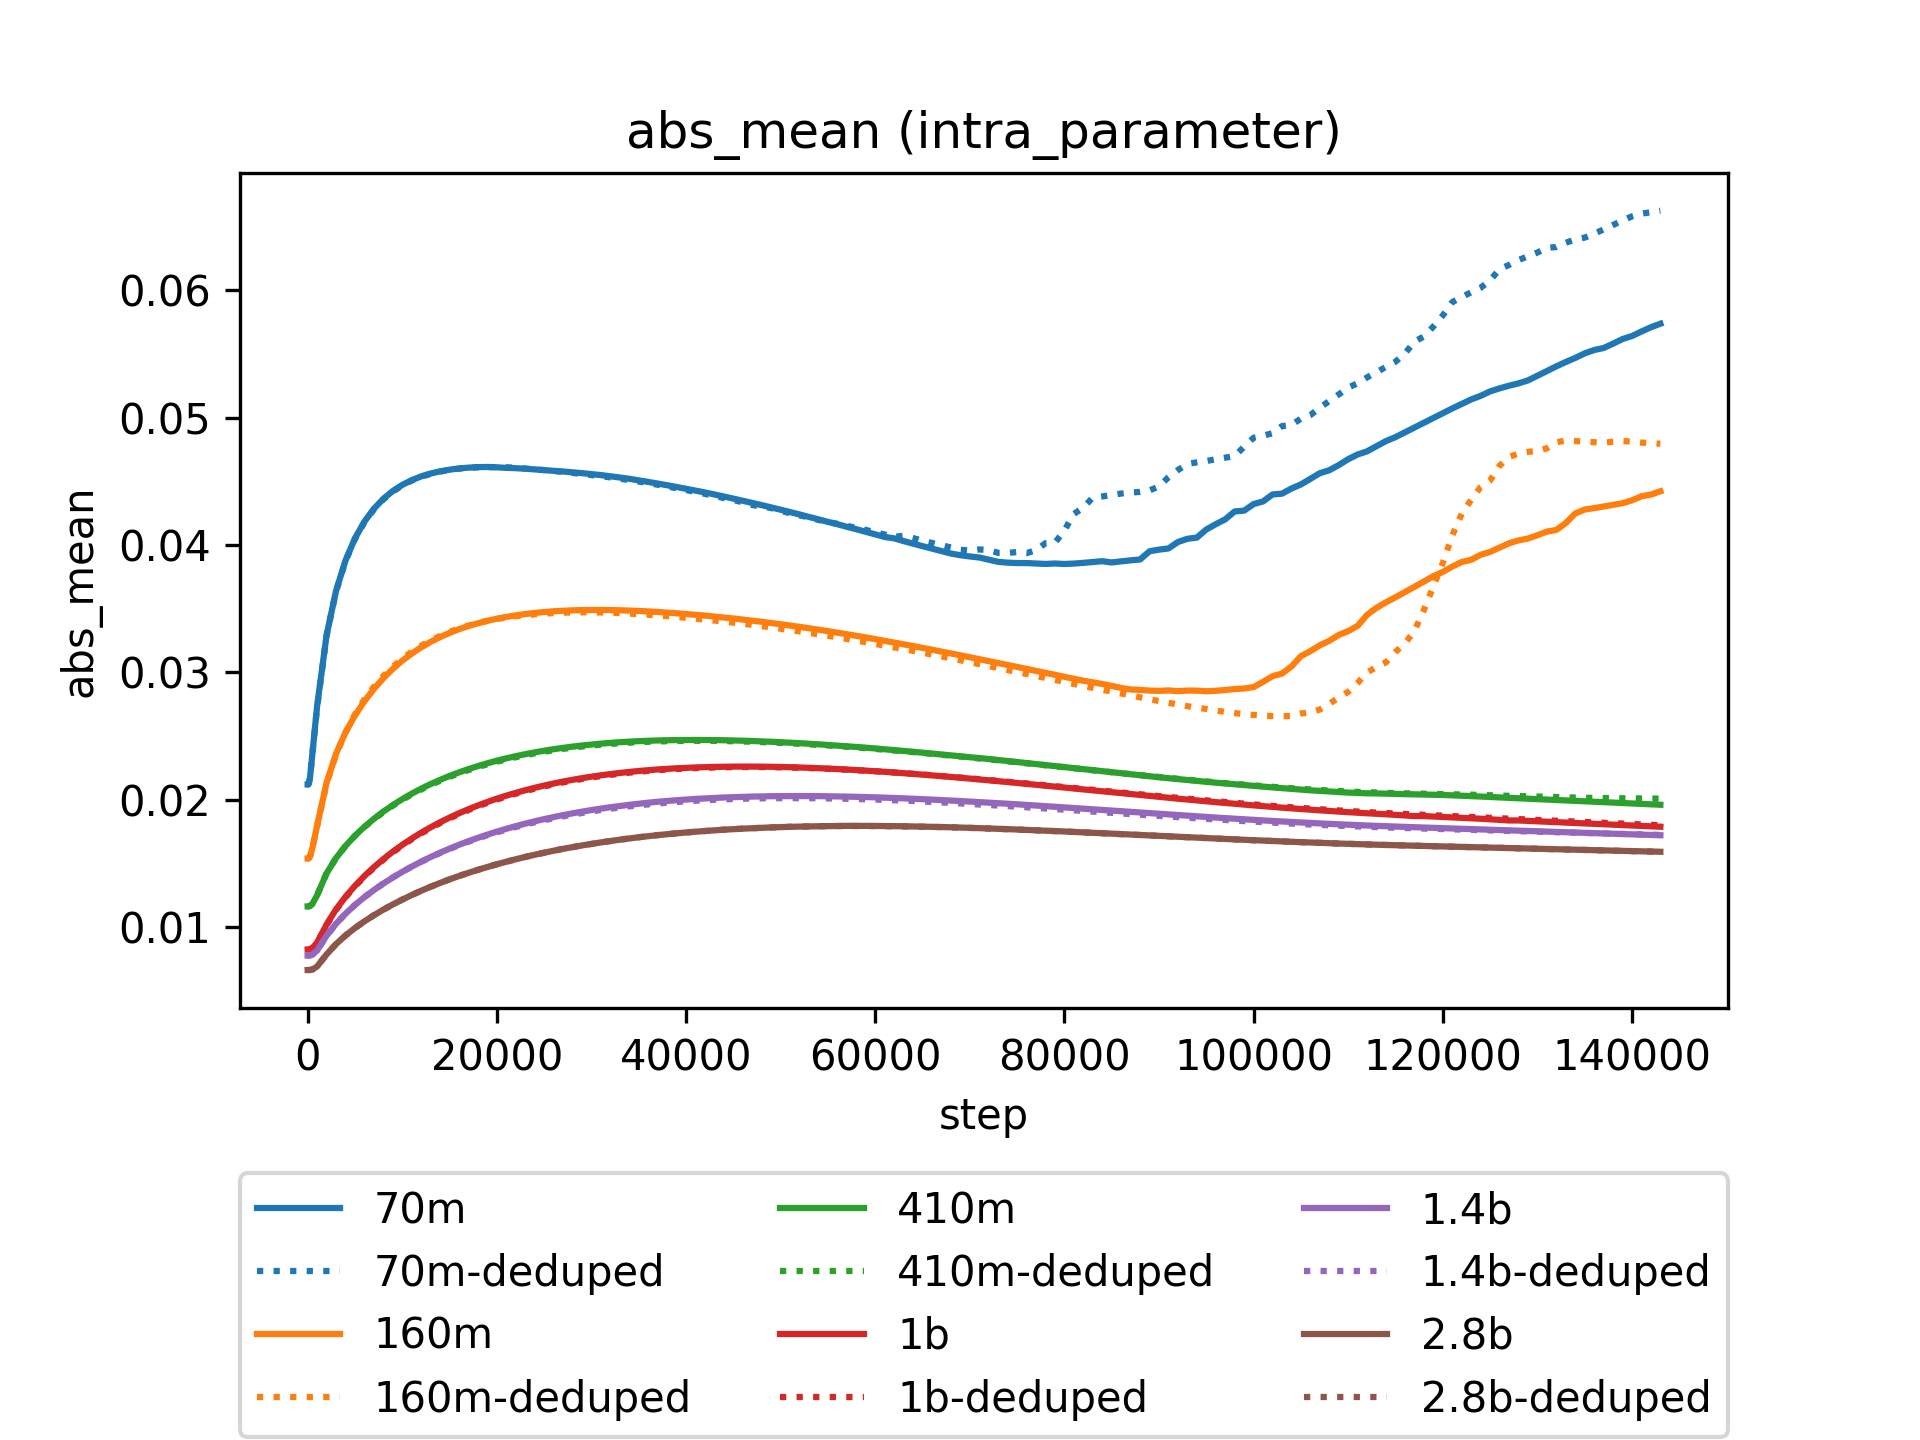 abs_mean (intra_parameter)
abs_mean
0.06
0.05
0.04
0.03
0.02
0.01
0 20000 40000 60000 80000 100000 120000 140000
step
70m 410m 1.4b
70m-deduped 410m-deduped 1.4b-deduped
160m 1b 2.8b
160m-deduped 1b-deduped 2.8b-deduped